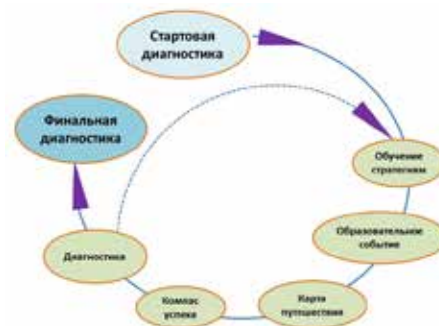 Стартовая
диагностика
Финальная
диагностика
Обучение
стратегиям
Образовательное
событие
Карта
путешествия
Компас
успеха
Диагностика